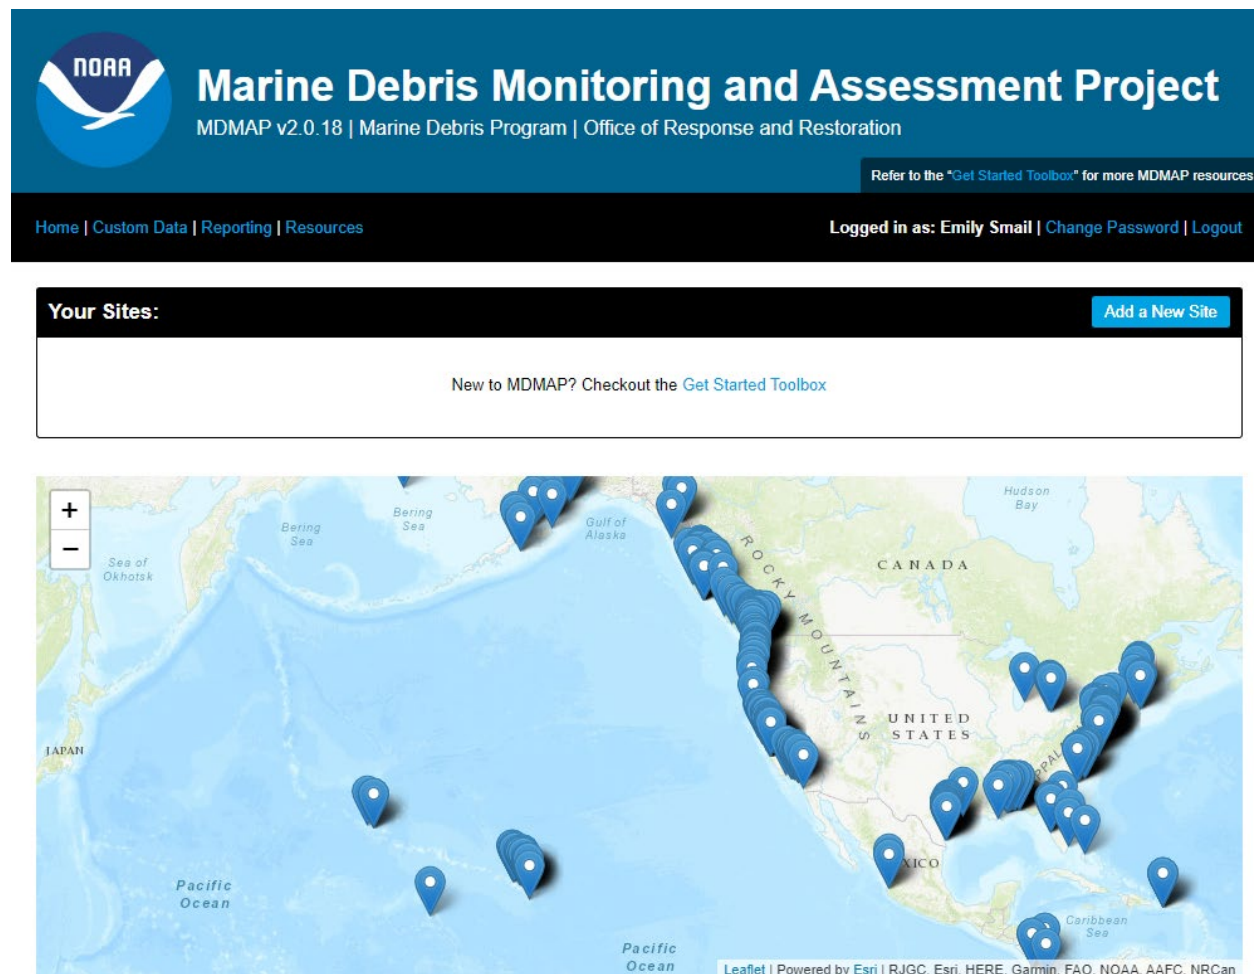 NOAA
Marine Debris Monitoring and Assessment Project
MDMAP v2.0.18 | Marine Debris Program | Office of Response and Restoration
Refer to the "Get Started Toolbox" for more MDMAP resources
Home | Custom Data | Reporting | Resources
Logged in as: Emily Smail | Change Password | Logout
Your Sites:
Add a New Site
New to MDMAP? Checkout the Get Started Toolbox
+
−
Sea of
Okhotsk
Bering
Sea
Bering
Sea
Gulf of
Alaska
Hudson
Bay
CANADA
ROCKY MOUNTAINS
UNITED
STATES
JAPAN
Pacific
Ocean
Pacific
Ocean
Caribbean
Sea
Leaflet | Powered by Esri | RJGC, Esri, HERE, Garmin, FAO, NOAA, AAFC, NRCan